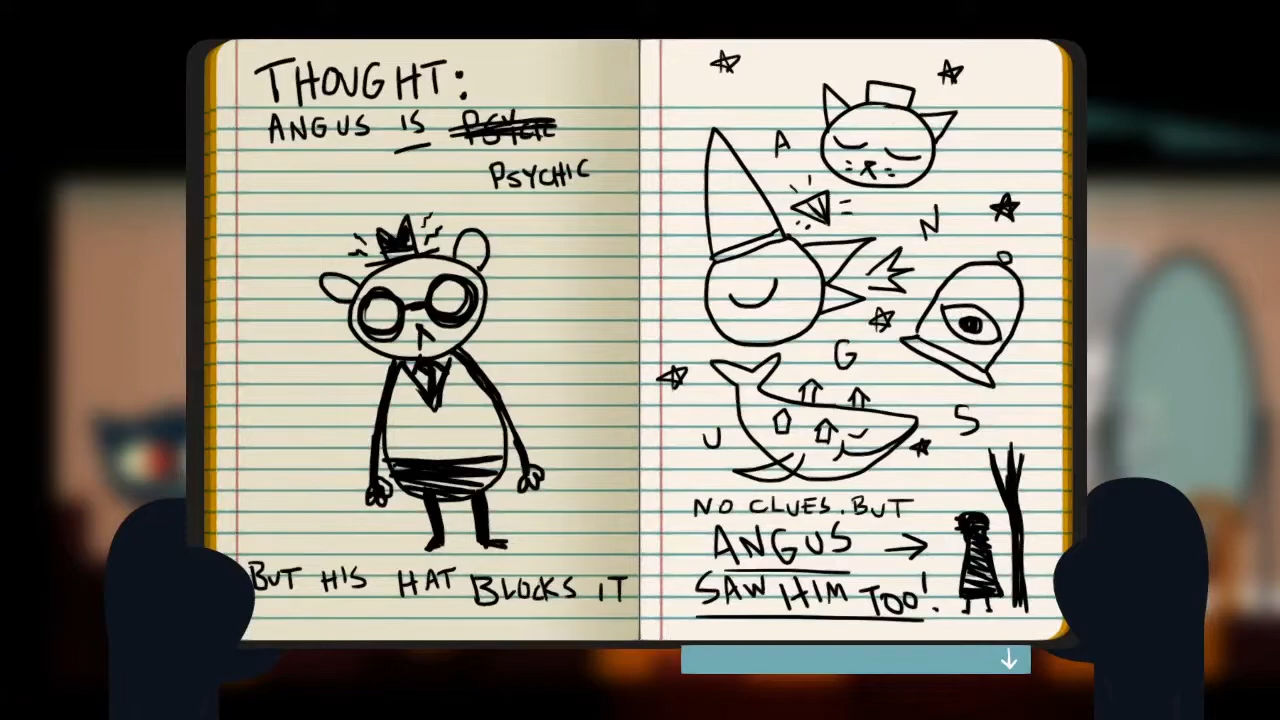 THOUGHT:
ANGUS IS
PSYCHIC
BUT HIS HAT BLOCKS IT
A
N
G
U
S
NO CLUES. BUT
ANGUS →
SAW HIM TOO!